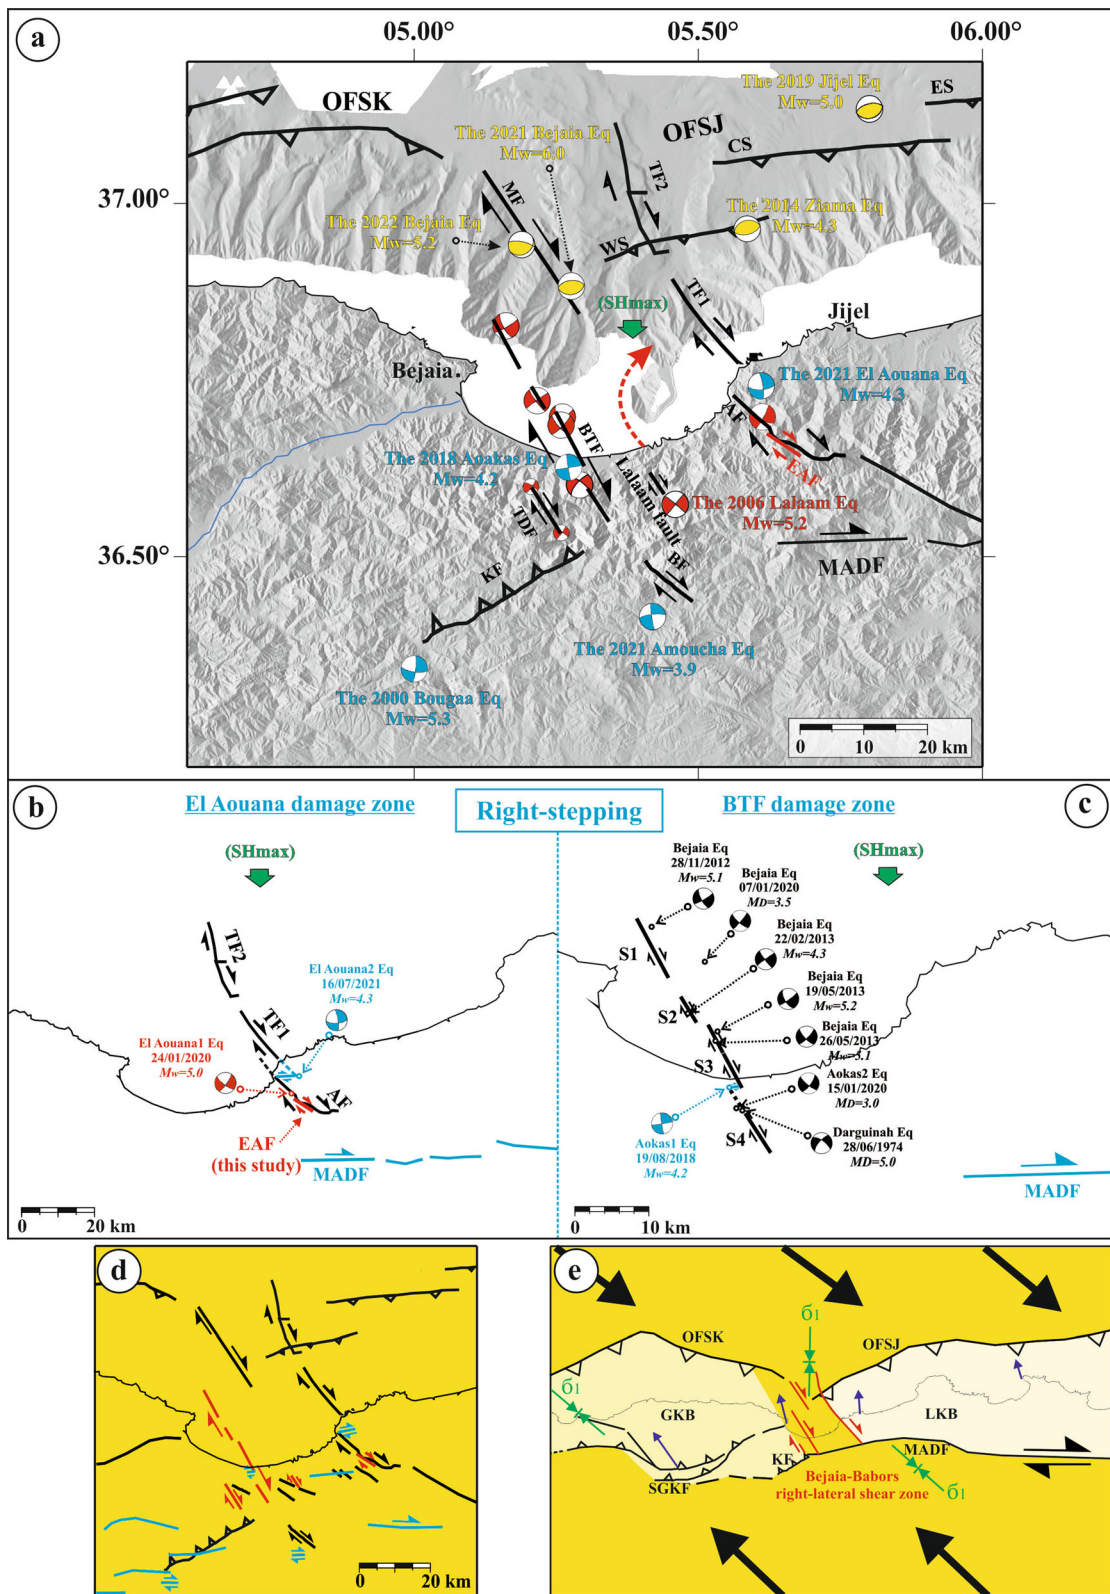 a
05.00°
05.50°
06.00°
37.00°
36.50°
OFSK
The 2019 Jijel Eq
Mw=5.0
ES
The 2021 Bejaia Eq
Mw=6.0
OFSJ
CS
TF2
MF
The 2022 Bejaia Eq
Mw=5.2
The 2014 Ziama Eq
Mw=4.3
WS
TF1
(SHmax)
Jijel
Bejaia
The 2021 El Aouana Eq
Mw=4.3
AF
BTF
EAF
The 2018 Aoakas Eq
Mw=4.2
Lalaam fault
The 2006 Lalaam Eq
Mw=5.2
TDF
KF
BF
MADF
The 2021 Amoucha Eq
Mw=3.9
The 2000 Bougaa Eq
Mw=5.3
0 10 20 km
b
El Aouana damage zone
Right-stepping
BTF damage zone
c
(SHmax)
TF2
El Aouana2 Eq
16/07/2021
Mw=4.3
TF1
El Aouana1 Eq
24/01/2020
Mw=5.0
AF
EAF
(this study)
MADF
0 20 km
(SHmax)
Bejaia Eq
28/11/2012
Mw=5.1
Bejaia Eq
07/01/2020
MD=3.5
Bejaia Eq
22/02/2013
Mw=4.3
S1
Bejaia Eq
19/05/2013
Mw=5.2
S2
Bejaia Eq
26/05/2013
Mw=5.1
S3
Aokas2 Eq
15/01/2020
MD=3.0
S4
Darguinah Eq
28/06/1974
MD=5.0
Aokas1 Eq
19/08/2018
Mw=4.2
MADF
0 10 km
d
0 20 km
e
OFSK
б1
OFSJ
б1
GKB
LKB
KF
MADF
SGKF
Bejaia-Babors
right-lateral shear zone
б1